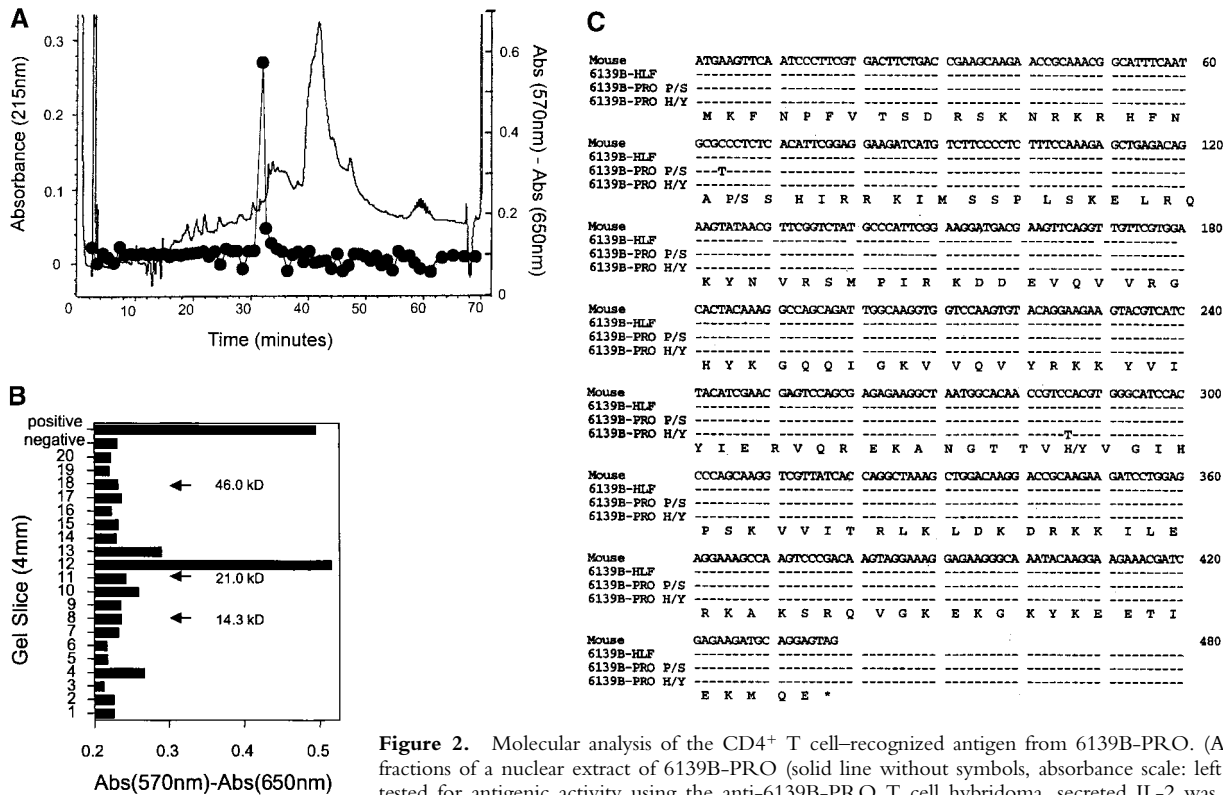 A
Absorbance (215nm)
0.3
0.2
0.1
0
0.6
0.4
0.2
0
Abs (570nm) - Abs (650nm)
0 10 20 30 40 50 60 70
Time (minutes)
B
Gel Slice (4mm)
positive
negative
20
19
18
17
16
15
14
13
12
11
10
9
8
7
6
5
4
3
2
1
46.0 kD
21.0 kD
14.3 kD
0.2 0.3 0.4 0.5
Abs(570nm)-Abs(650nm)
C
Mouse ATGAAGTTCA ATCCCTTCGT GACTTCTGAC CGAAGCAAGA ACCGCAAACG GCATTTCAAT 60
6139B-HLF ---------- ---------- ---------- ---------- ---------- ----------
6139B-PRO P/S ---------- ---------- ---------- ---------- ---------- ----------
6139B-PRO H/Y ---------- ---------- ---------- ---------- ---------- ----------
M K F N P F V T S D R S K N R K R H F N
Mouse GCGCCCTCTC ACATTCGGAG GAAGATCATG TCTTCCCCTC TTTCCAAAGA GCTGAGACAG 120
6139B-HLF ---------- ---------- ---------- ---------- ---------- ----------
6139B-PRO P/S ---T------ ---------- ---------- ---------- ---------- ----------
6139B-PRO H/Y ---------- ---------- ---------- ---------- ---------- ----------
A P/S S H I R R K I M S S P L S K E L R Q
Mouse AAGTATAACG TTCGGTCTAT GCCCATTCGG AAGGATGACG AAGTTCAGGT TGTTCGTGGA 180
6139B-HLF ---------- ---------- ---------- ---------- ---------- ----------
6139B-PRO P/S ---------- ---------- ---------- ---------- ---------- ----------
6139B-PRO H/Y ---------- ---------- ---------- ---------- ---------- ----------
K Y N V R S M P I R K D D E V Q V V R G
Mouse CACTACAAAG GCCAGCAGAT TGGCAAGGTG GTCCAAGTGT ACAGGAAGAA GTACGTCATC 240
6139B-HLF ---------- ---------- ---------- ---------- ---------- ----------
6139B-PRO P/S ---------- ---------- ---------- ---------- ---------- ----------
6139B-PRO H/Y ---------- ---------- ---------- ---------- ---------- ----------
H Y K G Q Q I G K V V Q V Y R K K Y V I
Mouse TACATCGAAC GAGTCCAGCG AGAGAAGGCT AATGGCACAA CCGTCCACGT GGGCATCCAC 300
6139B-HLF ---------- ---------- ---------- ---------- ---------- ----------
6139B-PRO P/S ---------- ---------- ---------- ---------- ---------- ----------
6139B-PRO H/Y ---------- ---------- ---------- ---------- -----T---- ----------
Y I E R V Q R E K A N G T T V H/Y V G I H
Mouse CCCAGCAAGG TCGTTATCAC CAGGCTAAAG CTGGACAAGG ACCGCAAGAA GATCCTGGAG 360
6139B-HLF ---------- ---------- ---------- ---------- ---------- ----------
6139B-PRO P/S ---------- ---------- ---------- ---------- ---------- ----------
6139B-PRO H/Y ---------- ---------- ---------- ---------- ---------- ----------
P S K V V I T R L K L D K D R K K I L E
Mouse AGGAAAGCCA AGTCCCGACA AGTAGGAAAG GAGAAGGGCA AATACAAGGA AGAAACGATC 420
6139B-HLF ---------- ---------- ---------- ---------- ---------- ----------
6139B-PRO P/S ---------- ---------- ---------- ---------- ---------- ----------
6139B-PRO H/Y ---------- ---------- ---------- ---------- ---------- ----------
R K A K S R Q V G K E K G K Y K E E T I
Mouse GAGAAGATGC AGGAGTAG 480
6139B-HLF ---------- ---------- ---------- ---------- ---------- ----------
6139B-PRO P/S ---------- ---------- ---------- ---------- ---------- ----------
6139B-PRO H/Y ---------- ---------- ---------- ---------- ---------- ----------
E K M Q E *
Figure 2. Molecular analysis of the CD4+ T cell–recognized antigen from 6139B-PRO. (A
fractions of a nuclear extract of 6139B-PRO (solid line without symbols, absorbance scale: left
tested for antigenic activity using the anti-6139B-PRO T cell hybridoma, secreted IL-2 was